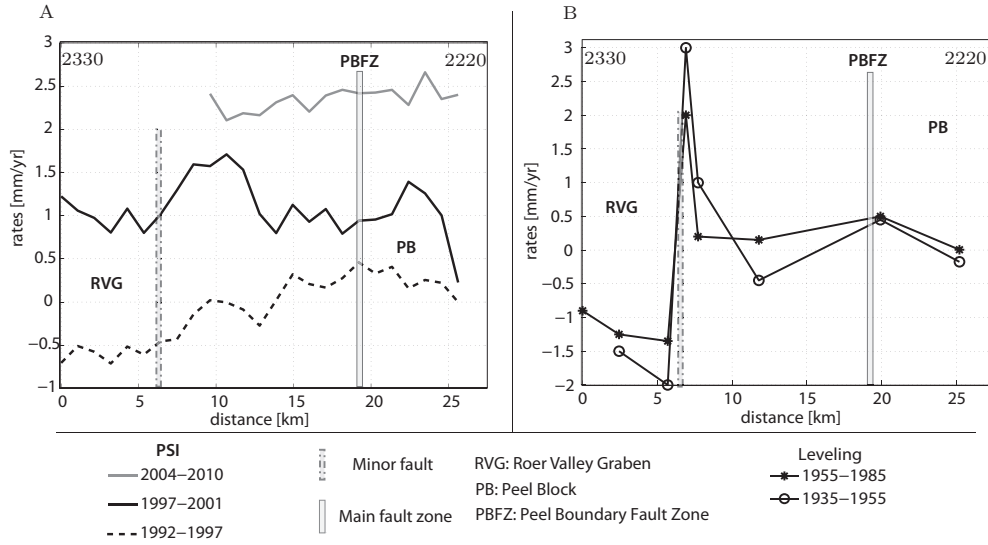 A
3
2330
2220
PBFZ
2.5
2
1.5
1
0.5
0
−0.5
−1
rates [mm/yr]
RVG
PB
0 5 10 15 20 25
distance [km]
B
3
2330
2220
PBFZ
2.5
2
1.5
1
0.5
0
−0.5
−1
−1.5
−2
rates [mm/yr]
RVG
PB
0 5 10 15 20 25
distance [km]
PSI
2004−2010
1997−2001
1992−1997
Minor fault
Main fault zone
RVG: Roer Valley Graben
PB: Peel Block
PBFZ: Peel Boundary Fault Zone
Leveling
1955−1985
1935−1955